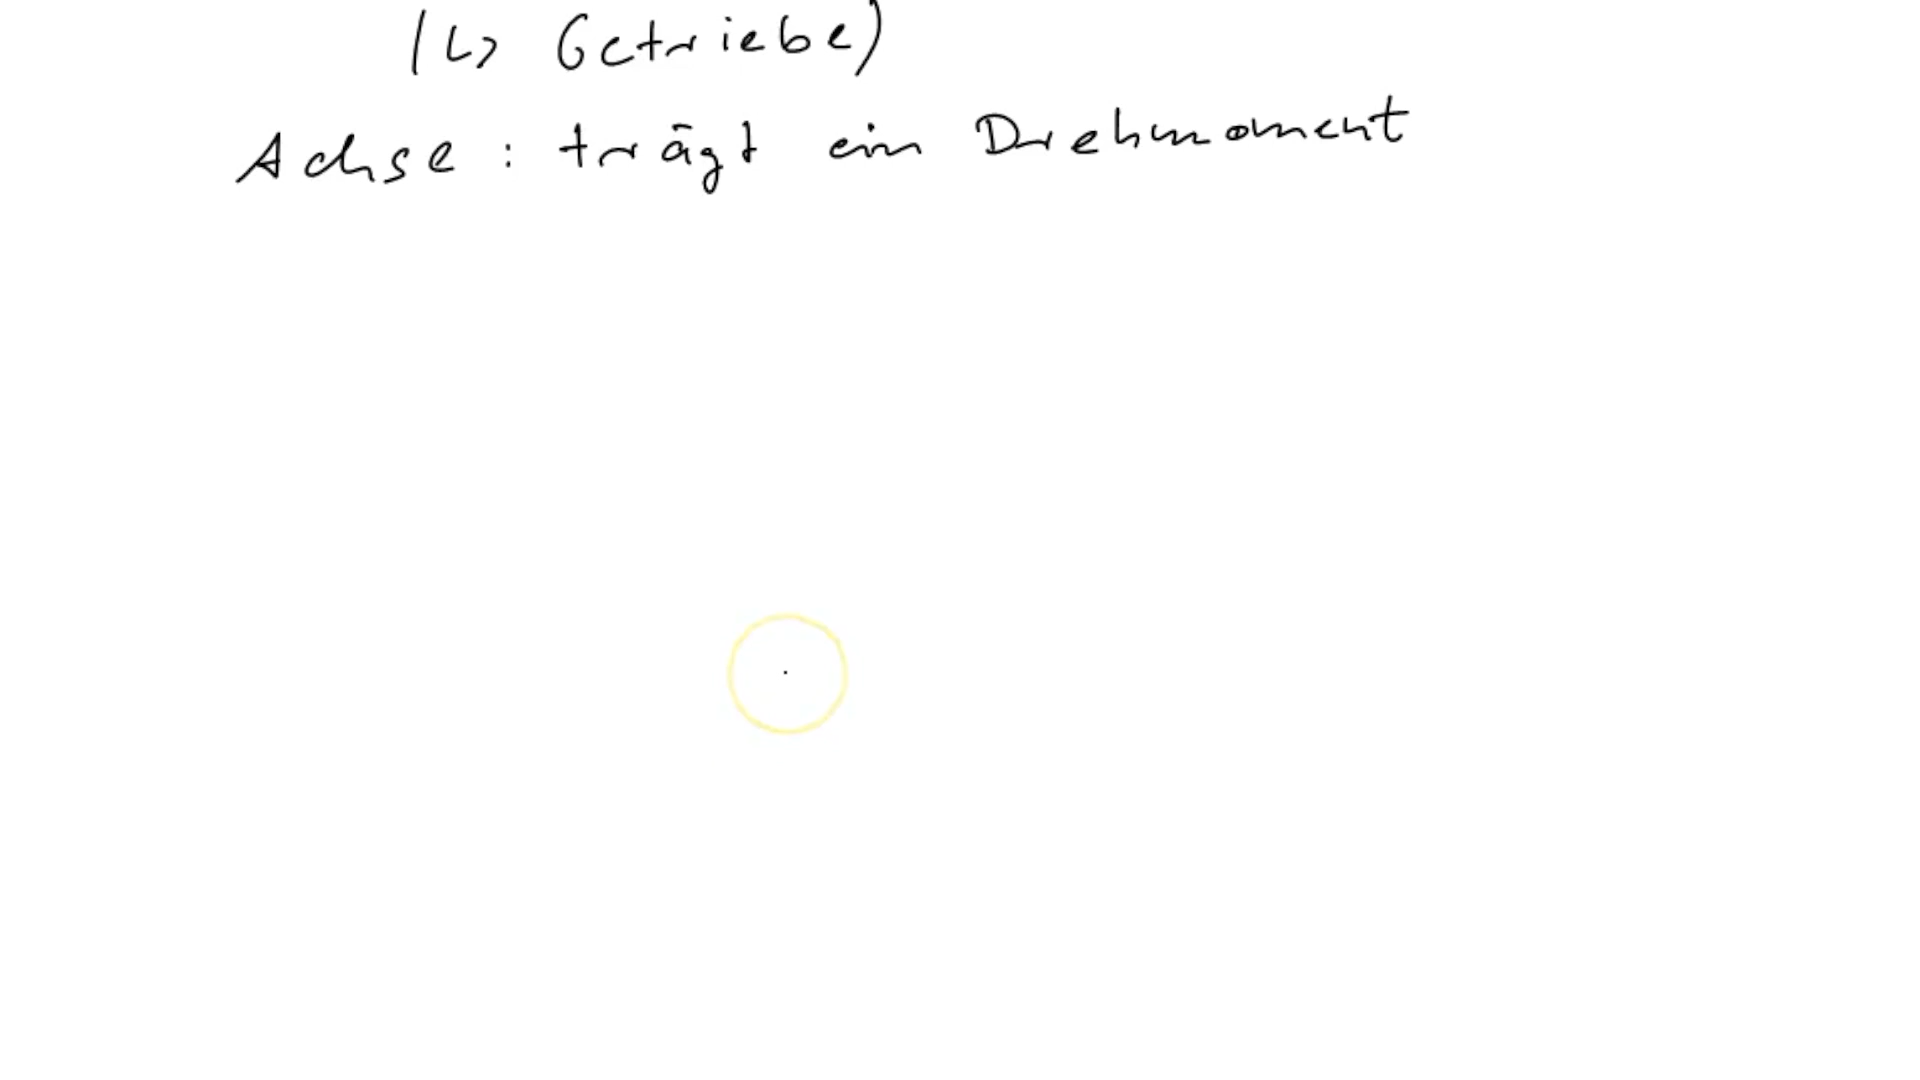 (↳ Getriebe)
Achse : trägt ein Drehmoment